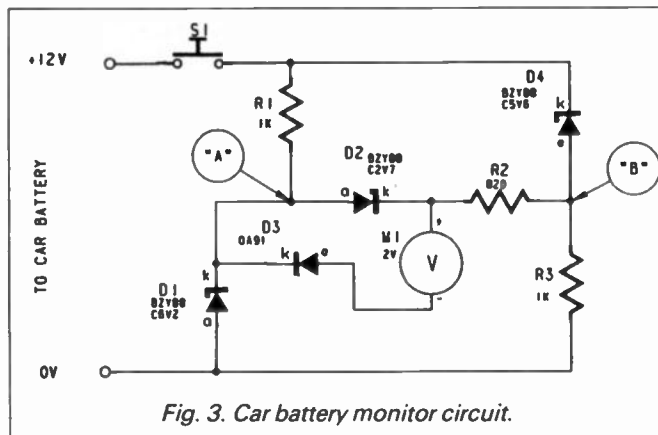 S1
+12V
D4
BZY88
C5V6
k
a
R1
1K
"A"
D2
BZY88
C2V7
a
k
R2
820
"B"
D3
OA91
k
a
M1
2V
+
V
-
R3
1K
TO CAR BATTERY
D1
BZY88
C6V2
k
a
0V
Fig. 3. Car battery monitor circuit.